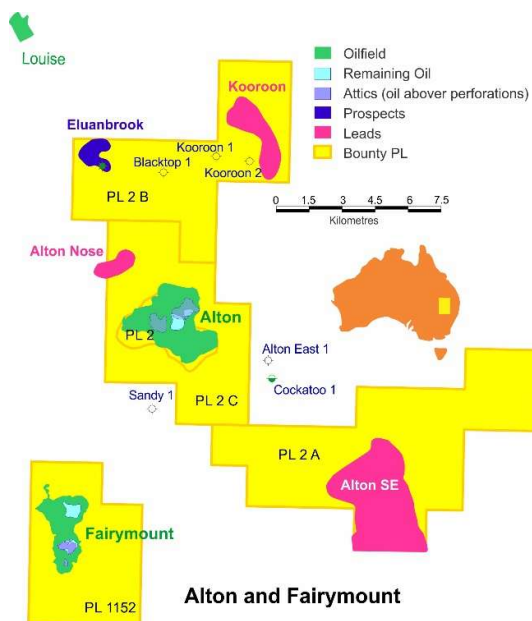 Louise
Oilfield
Remaining Oil
Attics (oil abover perforations)
Prospects
Leads
Bounty PL
Kooroon
Eluanbrook
Kooroon 1
Blacktop 1
Kooroon 2
PL 2 B
0 1.5 3 4.5 6 7.5
Kilometres
Alton Nose
Alton
PL 2
Alton East 1
Cockatoo 1
Sandy 1
PL 2 C
PL 2 A
Alton SE
Fairymount
PL 1152
Alton and Fairymount